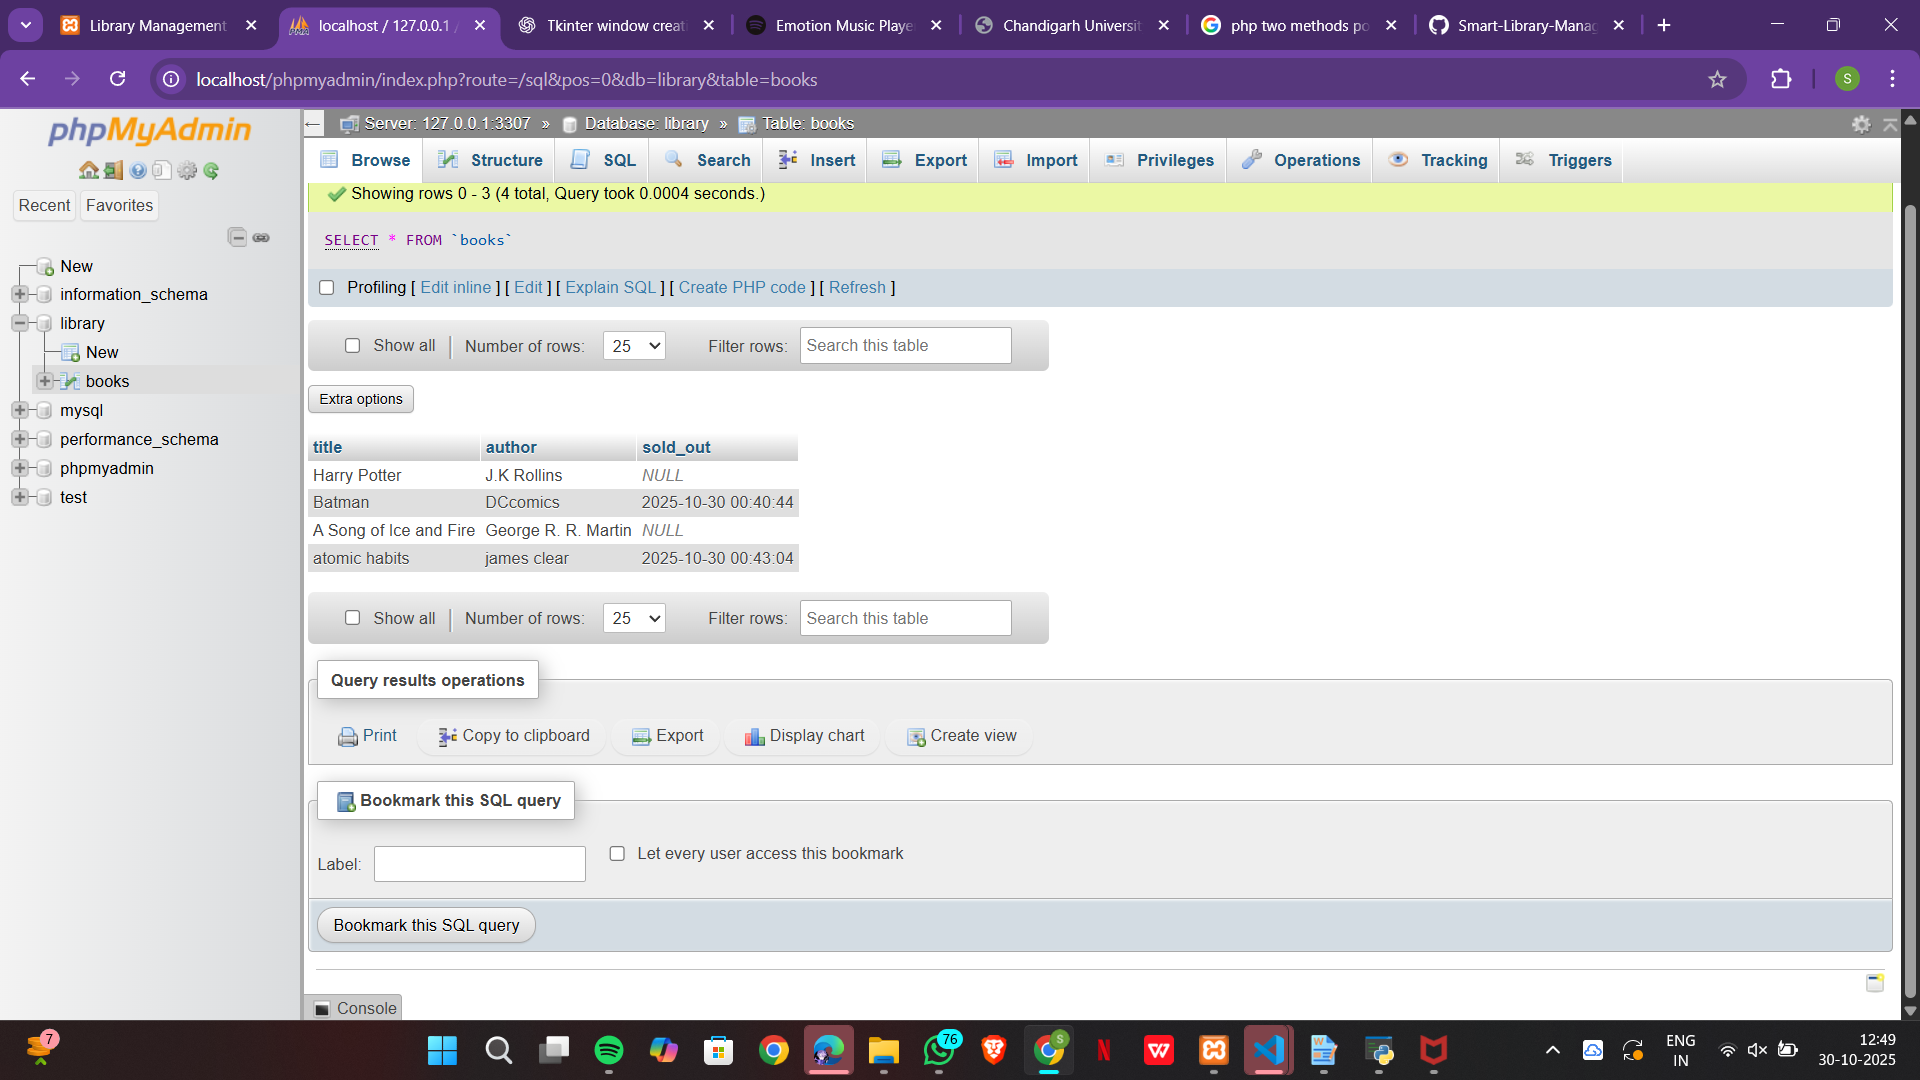 Library Management
localhost / 127.0.0.1 /
Tkinter window creat
Emotion Music Playe
Chandigarh Universit
php two methods po
Smart-Library-Manag
localhost/phpmyadmin/index.php?route=/sql&pos=0&db=library&table=books
S
phpMyAdmin
Recent
Favorites
New
information_schema
library
New
books
mysql
performance_schema
phpmyadmin
test
Server: 127.0.0.1:3307 » Database: library » Table: books
Browse
Structure
SQL
Search
Insert
Export
Import
Privileges
Operations
Tracking
Triggers
Showing rows 0 - 3 (4 total, Query took 0.0004 seconds.)
SELECT * FROM `books`
Profiling [ Edit inline ] [ Edit ] [ Explain SQL ] [ Create PHP code ] [ Refresh ]
Show all | Number of rows: 25 Filter rows: Search this table
Extra options
title author sold_out
Harry Potter J.K Rollins NULL
Batman DCcomics 2025-10-30 00:40:44
A Song of Ice and Fire George R. R. Martin NULL
atomic habits james clear 2025-10-30 00:43:04
Show all | Number of rows: 25 Filter rows: Search this table
Query results operations
Print
Copy to clipboard
Export
Display chart
Create view
Bookmark this SQL query
Label:
Let every user access this bookmark
Bookmark this SQL query
Console
7
76
S
ENG
IN
12:49
30-10-2025